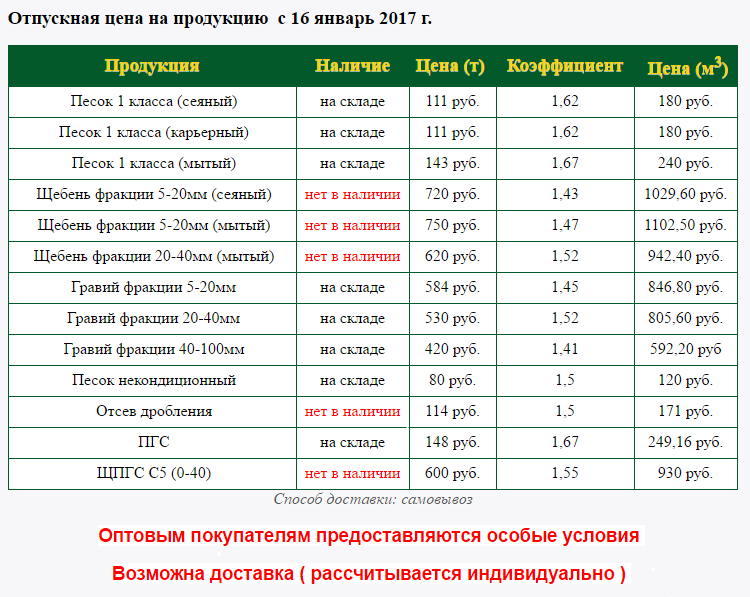 Отпускная цена на продукцию с 16 январь 2017 г.
Продукция Наличие Цена (т) Коэффициент Цена (м³)
Песок 1 класса (сеяный) на складе 111 руб. 1,62 180 руб.
Песок 1 класса (карьерный) на складе 111 руб. 1,62 180 руб.
Песок 1 класса (мытый) на складе 143 руб. 1,67 240 руб.
Щебень фракции 5-20мм (сеяный) нет в наличии 720 руб. 1,43 1029,60 руб.
Щебень фракции 5-20мм (мытый) нет в наличии 750 руб. 1,47 1102,50 руб.
Щебень фракции 20-40мм (мытый) нет в наличии 620 руб. 1,52 942,40 руб.
Гравий фракции 5-20мм на складе 584 руб. 1,45 846,80 руб.
Гравий фракции 20-40мм на складе 530 руб. 1,52 805,60 руб.
Гравий фракции 40-100мм на складе 420 руб. 1,41 592,20 руб
Песок некондиционный на складе 80 руб. 1,5 120 руб.
Отсев дробления нет в наличии 114 руб. 1,5 171 руб.
ПГС на складе 148 руб. 1,67 249,16 руб.
ЩПГС С5 (0-40) нет в наличии 600 руб. 1,55 930 руб.
Способ доставки: самовывоз
Оптовым покупателям предоставляются особые условия
Возможна доставка ( рассчитывается индивидуально )